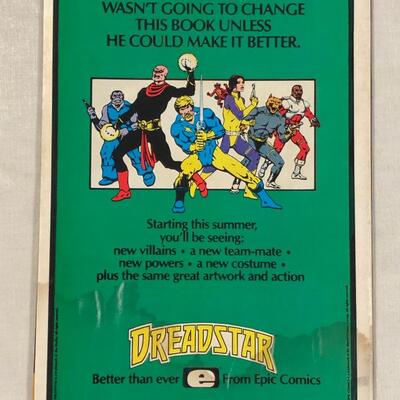 WASN'T GOING TO CHANGE
THIS BOOK UNLESS
HE COULD MAKE IT BETTER.
Starting this summer,
you'll be seeing:
new villains • a new team-mate •
new powers • a new costume •
plus the same great artwork and action
DREADSTAR
Better than ever e From Epic Comics